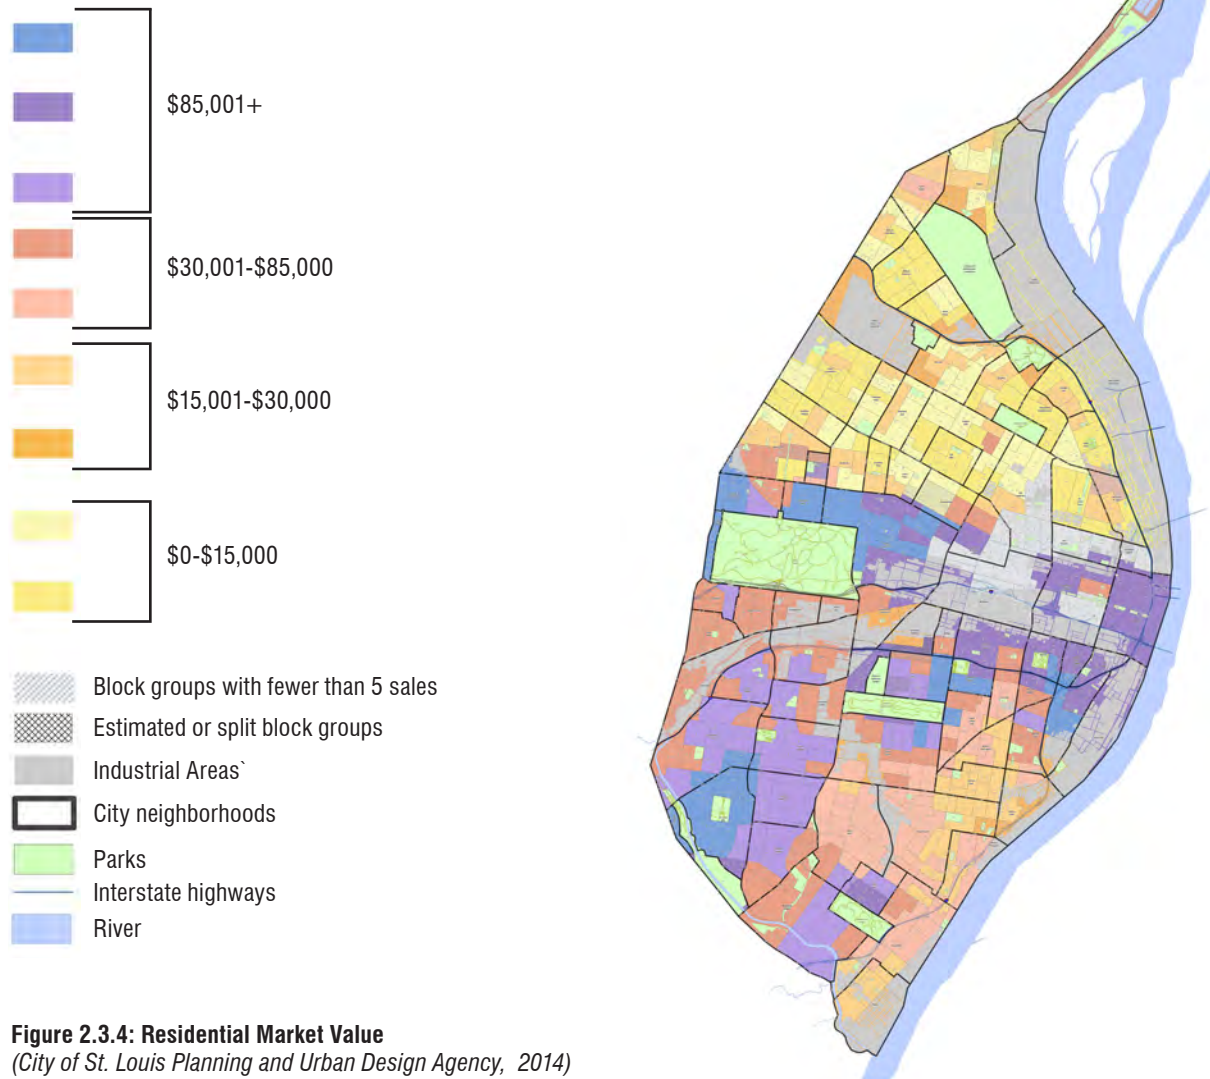 $85,001+
$30,001-$85,000
$15,001-$30,000
$0-$15,000
Block groups with fewer than 5 sales
Estimated or split block groups
Industrial Areas`
City neighborhoods
Parks
Interstate highways
River
Figure 2.3.4: Residential Market Value
(City of St. Louis Planning and Urban Design Agency, 2014)